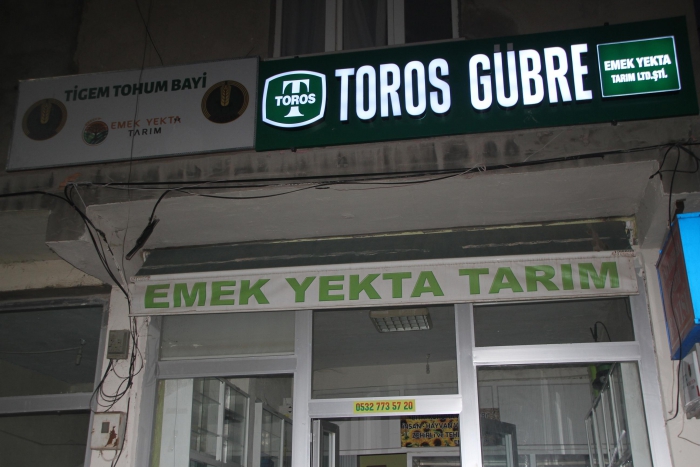 TİGEM TOHUM BAYİ
EMEK YEKTA
TARIM
TOROS
TOROS GÜBRE
EMEK YEKTA
TARIM LTD.ŞTİ.
EMEK YEKTA TARIM
0532 773 57 20